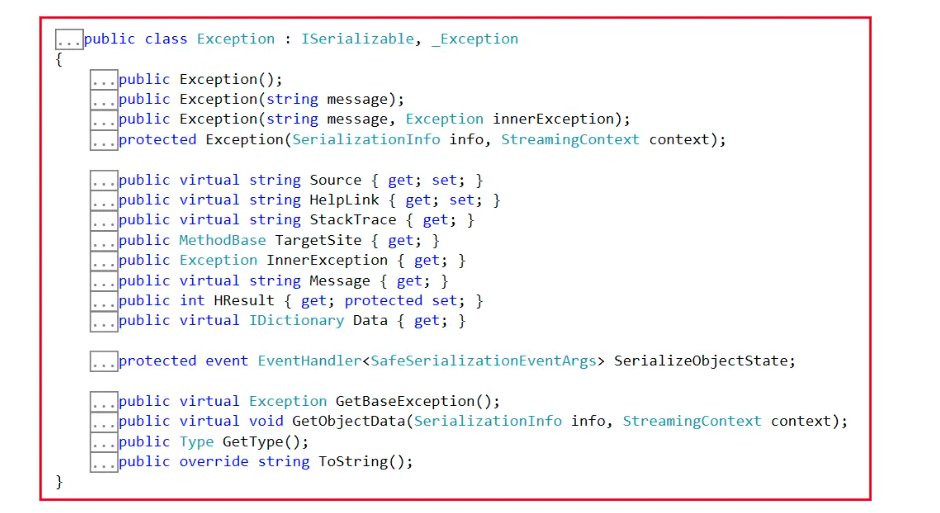 ...public class Exception : ISerializable, _Exception
{
...public Exception();
...public Exception(string message);
...public Exception(string message, Exception innerException);
...protected Exception(SerializationInfo info, StreamingContext context);
...public virtual string Source { get; set; }
...public virtual string HelpLink { get; set; }
...public virtual string StackTrace { get; }
...public MethodBase TargetSite { get; }
...public Exception InnerException { get; }
...public virtual string Message { get; }
...public int HResult { get; protected set; }
...public virtual IDictionary Data { get; }
...protected event EventHandler<SafeSerializationEventArgs> SerializeObjectState;
...public virtual Exception GetBaseException();
...public virtual void GetObjectData(SerializationInfo info, StreamingContext context);
...public Type GetType();
...public override string ToString();
}